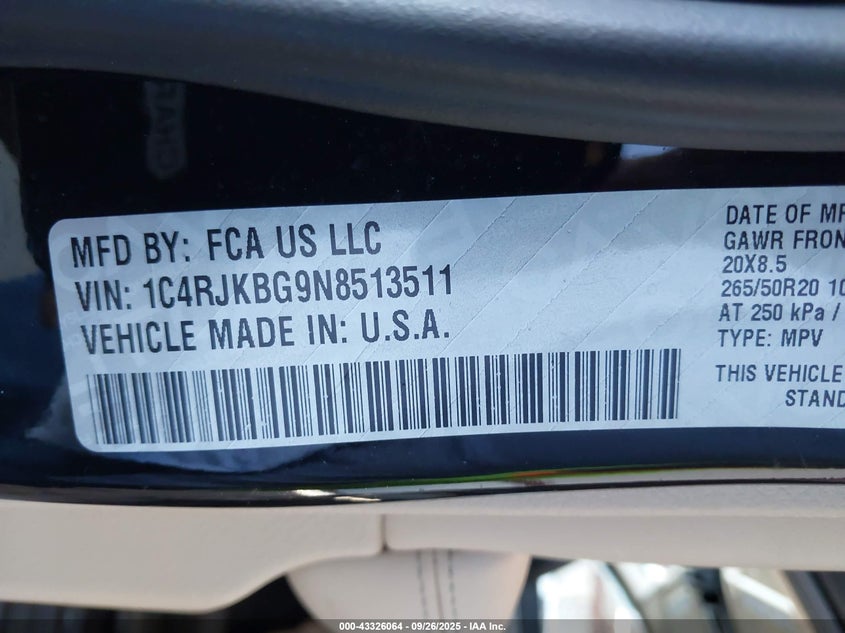 MFD BY: FCA US LLC
VIN: 1C4RJKBG9N8513511
VEHICLE MADE IN: U.S.A.
DATE OF MF
GAWR FRON
20X8.5
265/50R20 10
AT 250 kPa /
TYPE: MPV
THIS VEHICLE
STAND
000-43326064 - 09/26/2025 - IAA Inc.